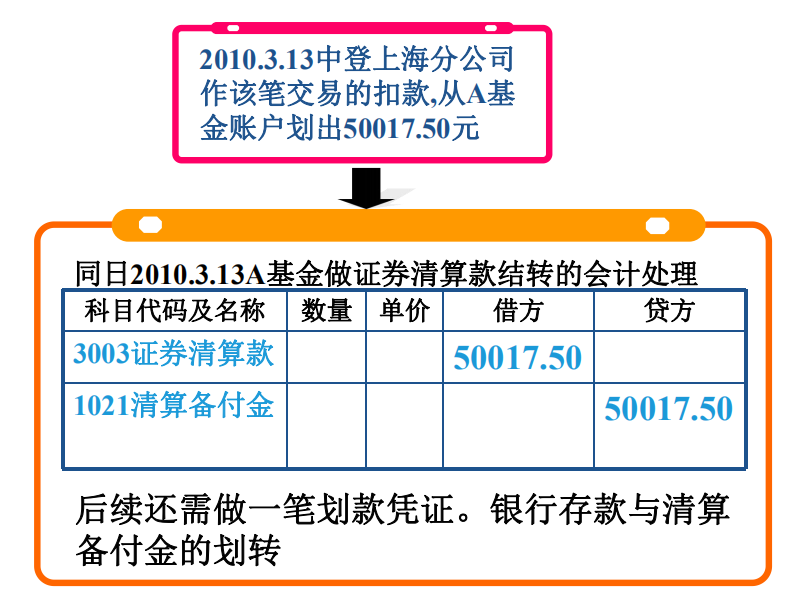 2010.3.13中登上海分公司
作该笔交易的扣款,从A基
金账户划出50017.50元
同日2010.3.13A基金做证券清算款结转的会计处理
科目代码及名称 数量 单价 借方 贷方
3003证券清算款 50017.50
1021清算备付金 50017.50
后续还需做一笔划款凭证。银行存款与清算
备付金的划转